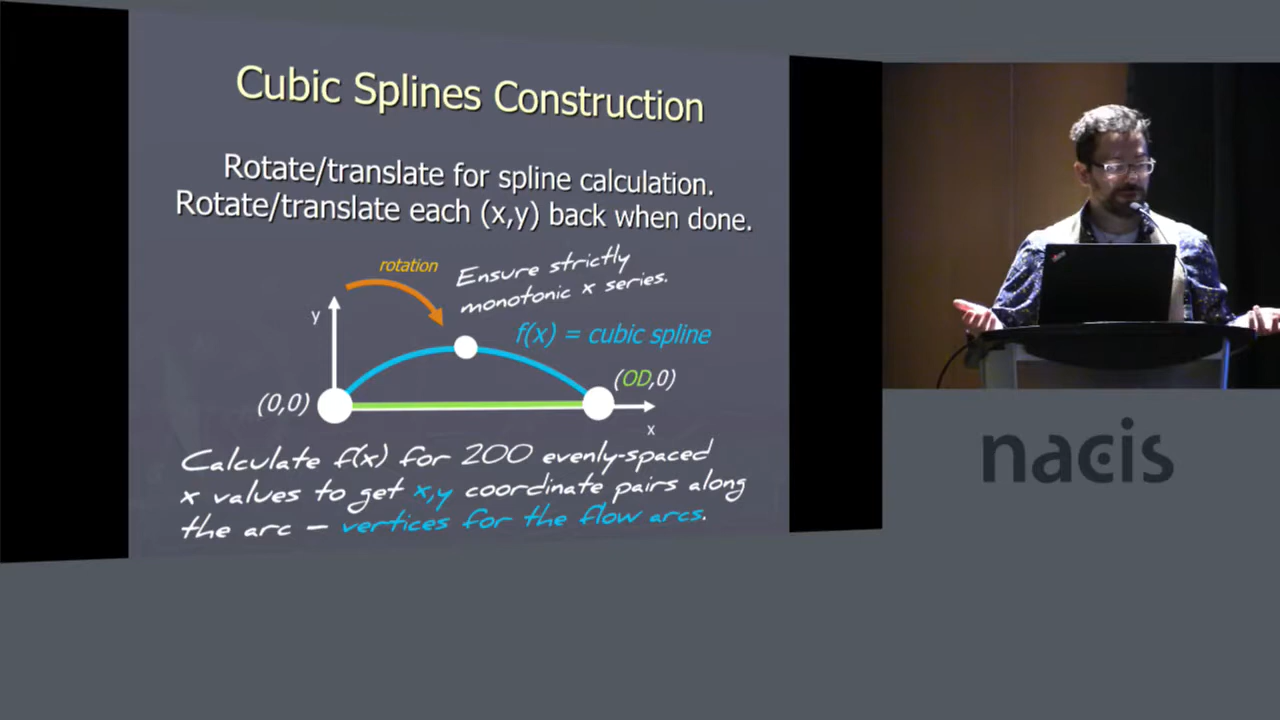 Cubic Splines Construction
Rotate/translate for spline calculation.
Rotate/translate each (x,y) back when done.
rotation
Ensure strictly
monotonic x series.
y
f(x) = cubic spline
(OD,0)
(0,0)
x
Calculate f(x) for 200 evenly-spaced
x values to get x,y coordinate pairs along
the arc – vertices for the flow arcs.
nacis